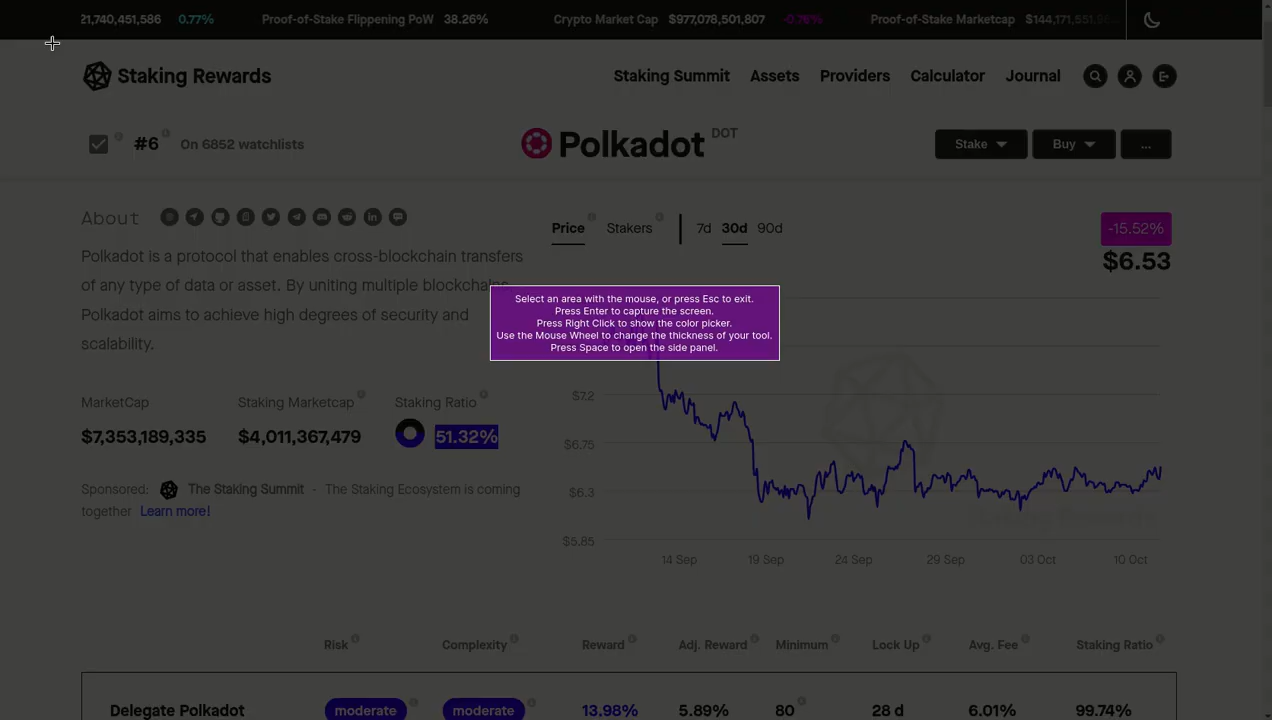 21,740,451,586 0.77% Proof-of-Stake Flippening PoW 38.26% Crypto Market Cap $977,078,501,807 -0.76% Proof-of-Stake Marketcap
Staking Rewards Staking Summit Assets Providers Calculator Journal
#6 On 6852 watchlists Polkadot DOT Stake Buy ...
About
Polkadot is a protocol that enables cross-blockchain transfers
of any type of data or asset. By uniting multiple blockchains,
Polkadot aims to achieve high degrees of security and
scalability.
MarketCap Staking Marketcap Staking Ratio
$7,353,189,335 $4,011,367,479 51.32%
Sponsored: The Staking Summit - The Staking Ecosystem is coming
together Learn more!
Price Stakers 7d 30d 90d
-15.52%
$6.53
Select an area with the mouse, or press Esc to exit.
Press Enter to capture the screen.
Press Right Click to show the color picker.
Use the Mouse Wheel to change the thickness of your tool.
Press Space to open the side panel.
$7.2
$6.75
$6.3
$5.85
14 Sep 19 Sep 24 Sep 29 Sep 03 Oct 10 Oct
Risk Complexity Reward Adj. Reward Minimum Lock Up Avg. Fee Staking Ratio
Delegate Polkadot moderate moderate 13.98% 5.89% 80 28 d 6.01% 99.74%